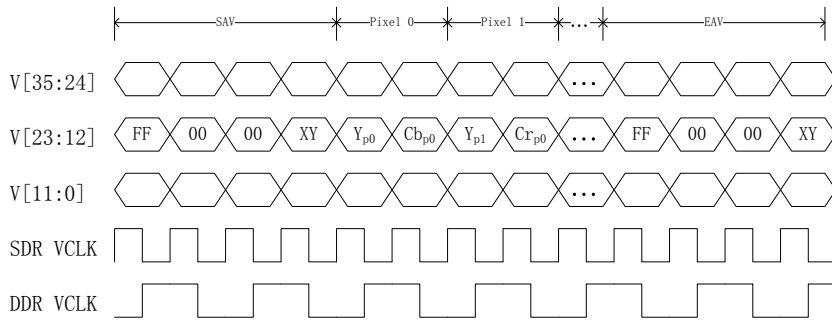 SAV Pixel 0 Pixel 1 ... EAV
V[35:24] ...
V[23:12] FF 00 00 XY Yp0 Cbp0 Yp1 Crp0 ... FF 00 00 XY
V[11:0] ...
SDR VCLK
DDR VCLK